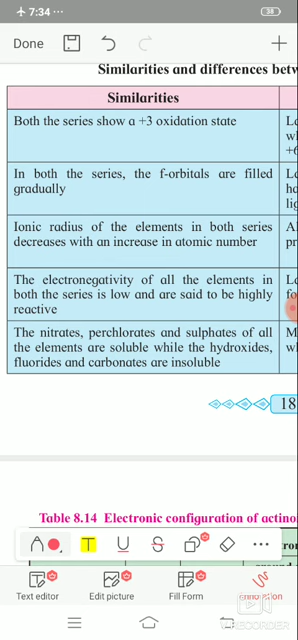 7:34
38
Done
Similarities and differences
Similarities
Both the series show a +3 oxidation state
In both the series, the f-orbitals are filled
gradually
Ionic radius of the elements in both series
decreases with an increase in atomic number
The electronegativity of all the elements in
both the series is low and are said to be highly
reactive
The nitrates, perchlorates and sulphates of all
the elements are soluble while the hydroxides,
fluorides and carbonates are insoluble
+6
18
Table 8.14 Electronic configuration of
T U S
Text editor
Edit picture
Fill Form
RECORDER